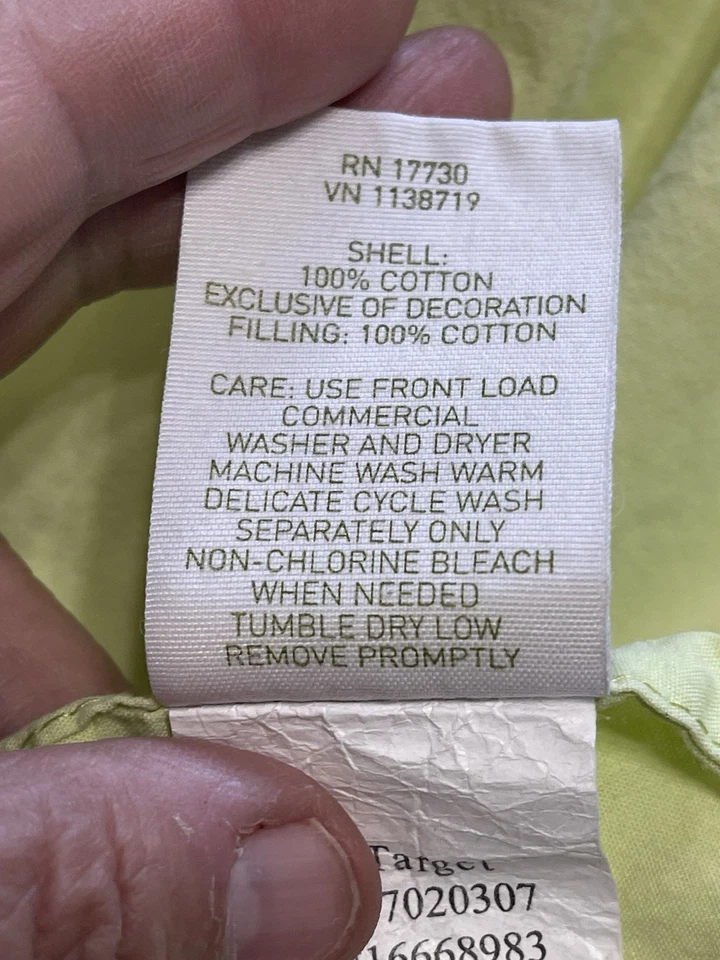 RN 17730
VN 1138719
SHELL:
100% COTTON
EXCLUSIVE OF DECORATION
FILLING: 100% COTTON
CARE: USE FRONT LOAD
COMMERCIAL
WASHER AND DRYER
MACHINE WASH WARM
DELICATE CYCLE WASH
SEPARATELY ONLY
NON-CHLORINE BLEACH
WHEN NEEDED
TUMBLE DRY LOW
REMOVE PROMPTLY
Target
7020307
16668983